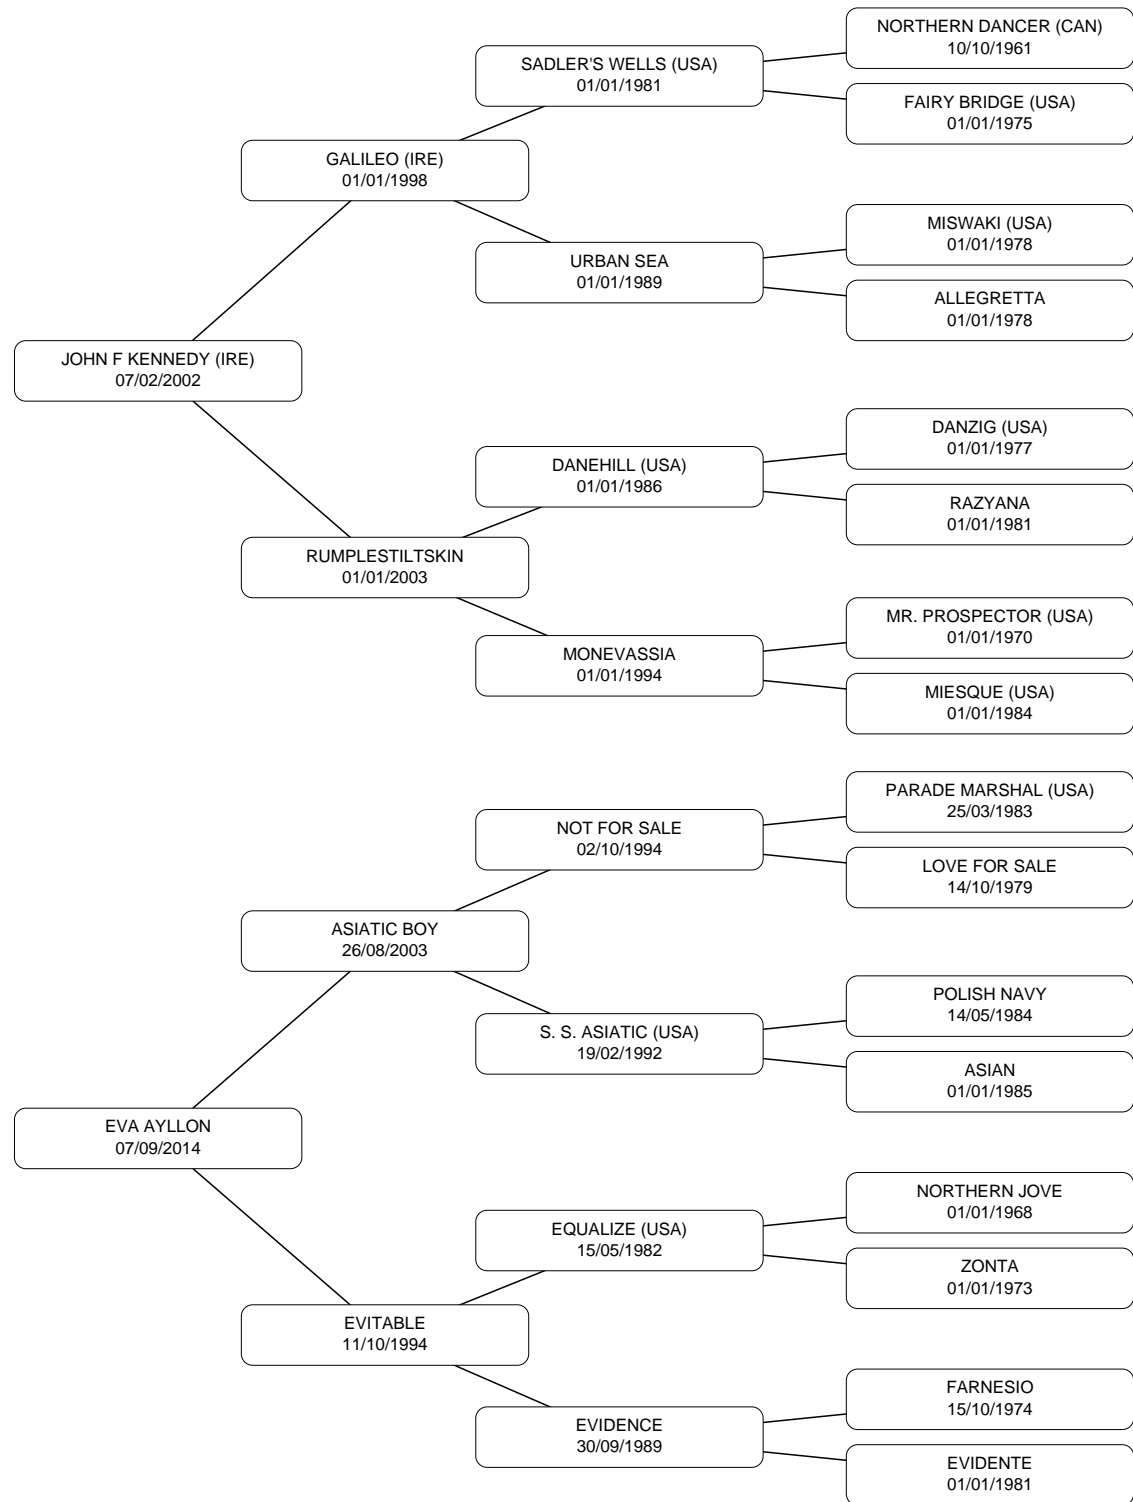 NORTHERN DANCER (CAN)
10/10/1961
SADLER'S WELLS (USA)
01/01/1981
FAIRY BRIDGE (USA)
01/01/1975
GALILEO (IRE)
01/01/1998
MISWAKI (USA)
01/01/1978
URBAN SEA
01/01/1989
ALLEGRETTA
01/01/1978
JOHN F KENNEDY (IRE)
07/02/2002
DANZIG (USA)
01/01/1977
DANEHILL (USA)
01/01/1986
RAZYANA
01/01/1981
RUMPLESTILTSKIN
01/01/2003
MR. PROSPECTOR (USA)
01/01/1970
MONEVASSIA
01/01/1994
MIESQUE (USA)
01/01/1984
PARADE MARSHAL (USA)
25/03/1983
NOT FOR SALE
02/10/1994
LOVE FOR SALE
14/10/1979
ASIATIC BOY
26/08/2003
POLISH NAVY
14/05/1984
S. S. ASIATIC (USA)
19/02/1992
ASIAN
01/01/1985
EVA AYLLON
07/09/2014
NORTHERN JOVE
01/01/1968
EQUALIZE (USA)
15/05/1982
ZONTA
01/01/1973
EVITABLE
11/10/1994
FARNESIO
15/10/1974
EVIDENCE
30/09/1989
EVIDENTE
01/01/1981